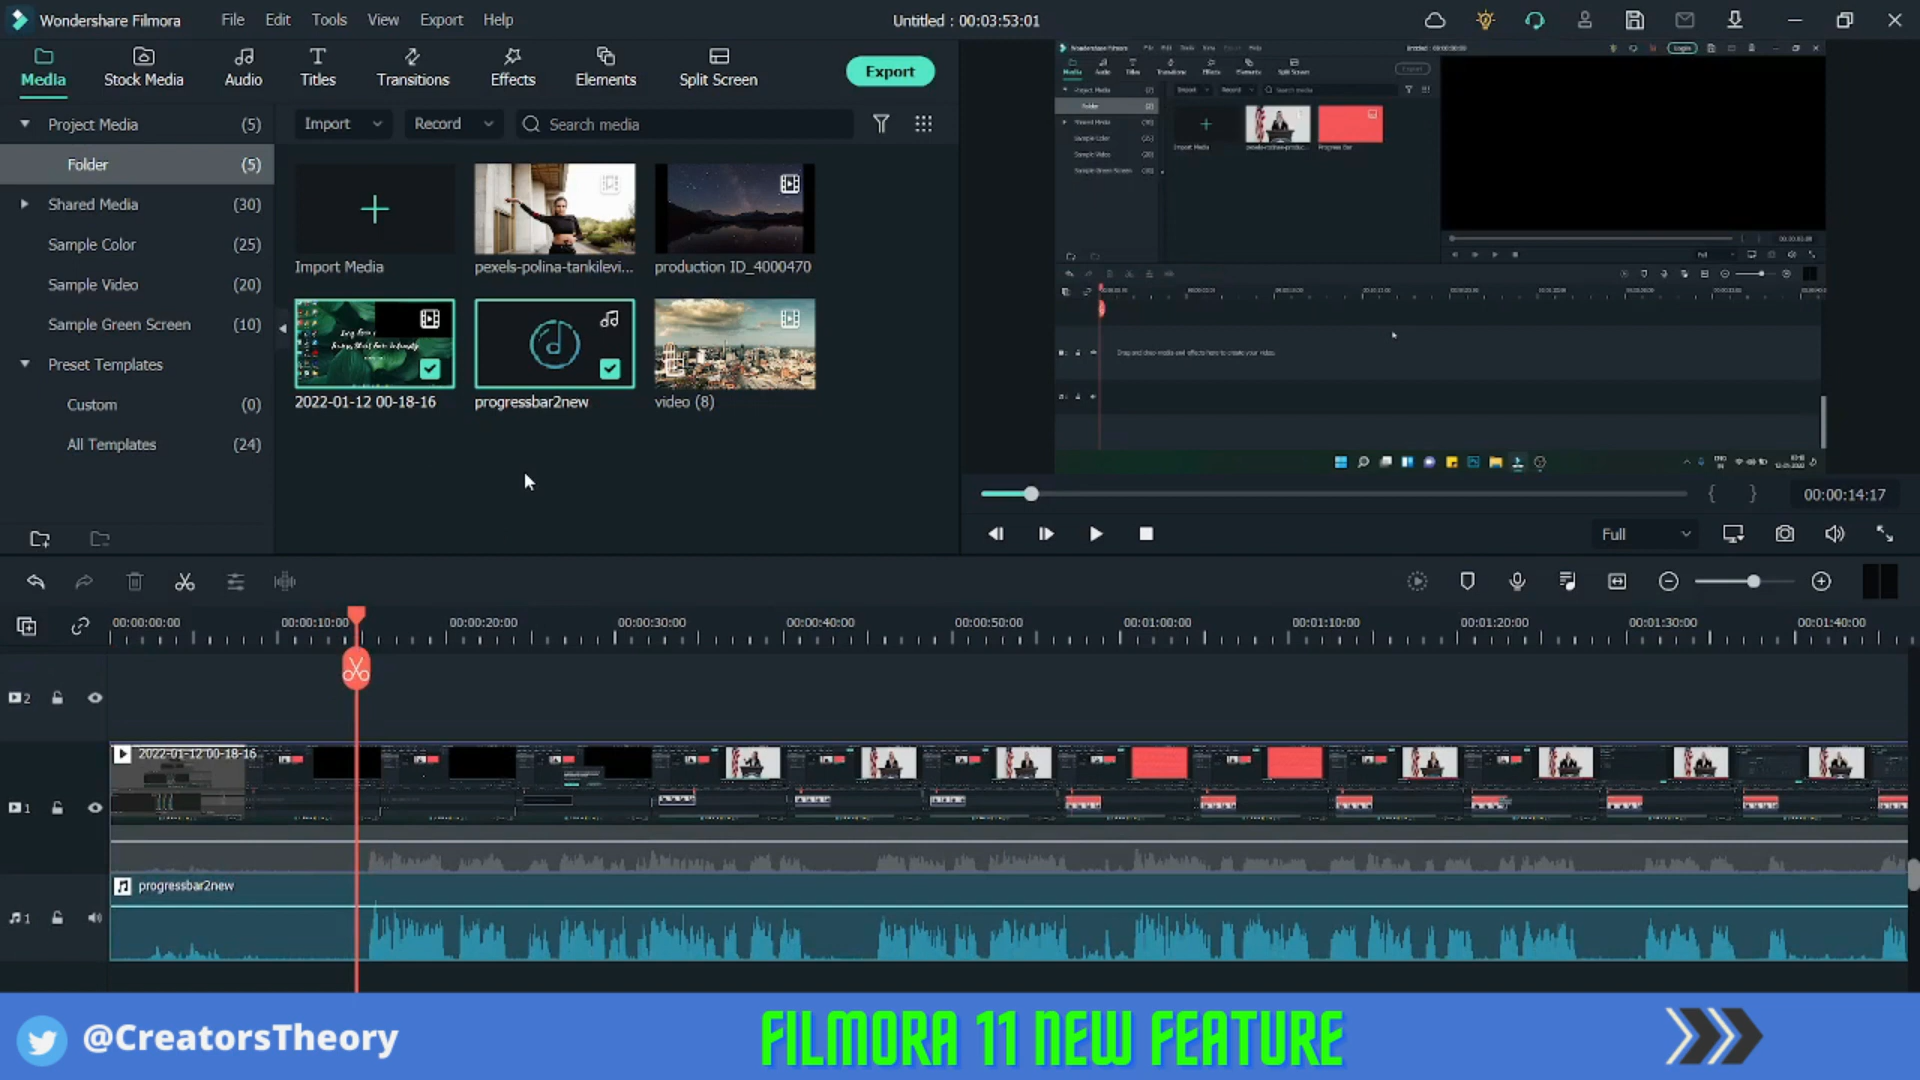 Wondershare Filmora
File
Edit
Tools
View
Export
Help
Untitled : 00:03:53:01
Media
Stock Media
Audio
Titles
Transitions
Effects
Elements
Split Screen
Export
Project Media (5)
Folder (5)
Shared Media (30)
Sample Color (25)
Sample Video (20)
Sample Green Screen (10)
Preset Templates
Custom (0)
All Templates (24)
Import
Record
Search media
Import Media
pexels-polina-tankilevi...
production ID_4000470
2022-01-12 00-18-16
progressbar2new
video (8)
00:00:14:17
Full
00:00:00:00
00:00:10:00
00:00:20:00
00:00:30:00
00:00:40:00
00:00:50:00
00:01:00:00
00:01:10:00
00:01:20:00
00:01:30:00
00:01:40:00
2
2022-01-12 00-18-16
1
progressbar2new
1
@CreatorsTheory
FILMORA 11 NEW FEATURE